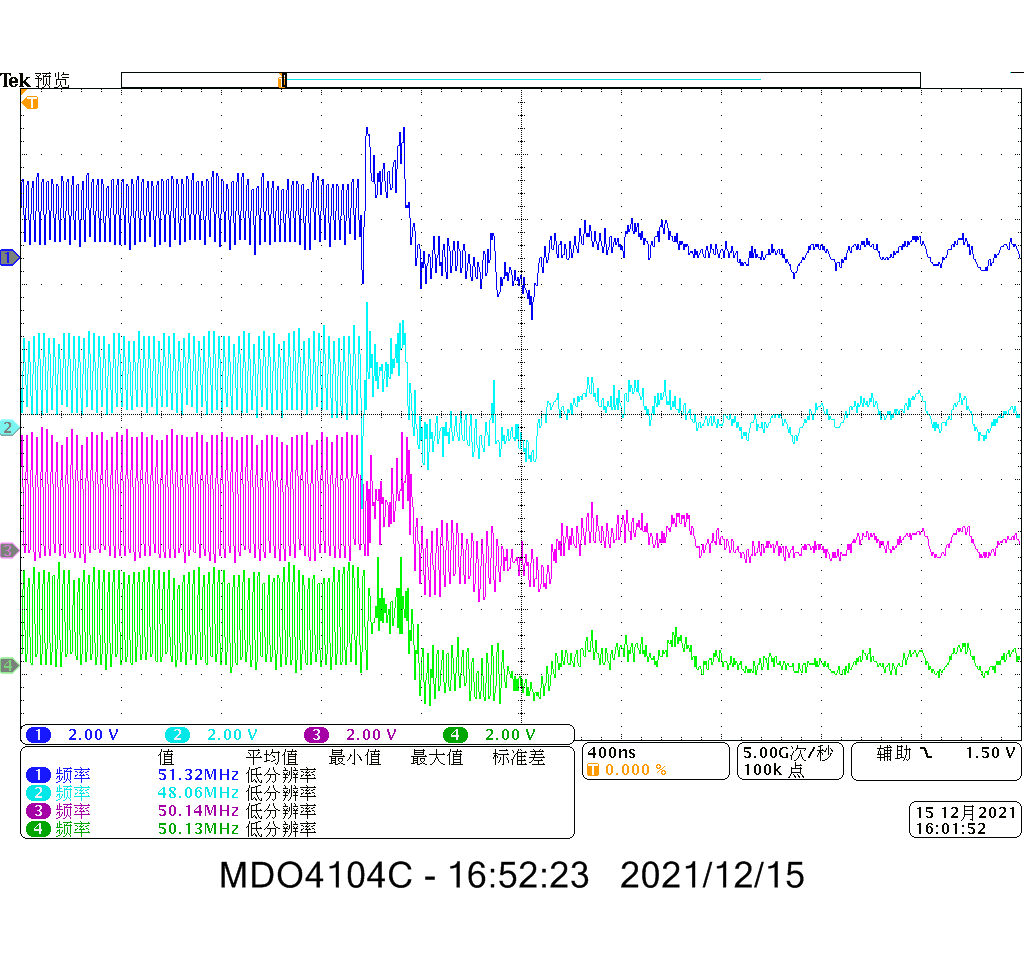 Tek 预览
T
1
2
3
4
1 2.00 V 2 2.00 V 3 2.00 V 4 2.00 V
值 平均值 最小值 最大值 标准差
1 频率 51.32MHz 低分辨率
2 频率 48.06MHz 低分辨率
3 频率 50.14MHz 低分辨率
4 频率 50.13MHz 低分辨率
400ns
T 0.000 %
5.00G次/秒
100k 点
辅助 1.50 V
15 12月2021
16:01:52
MDO4104C - 16:52:23 2021/12/15